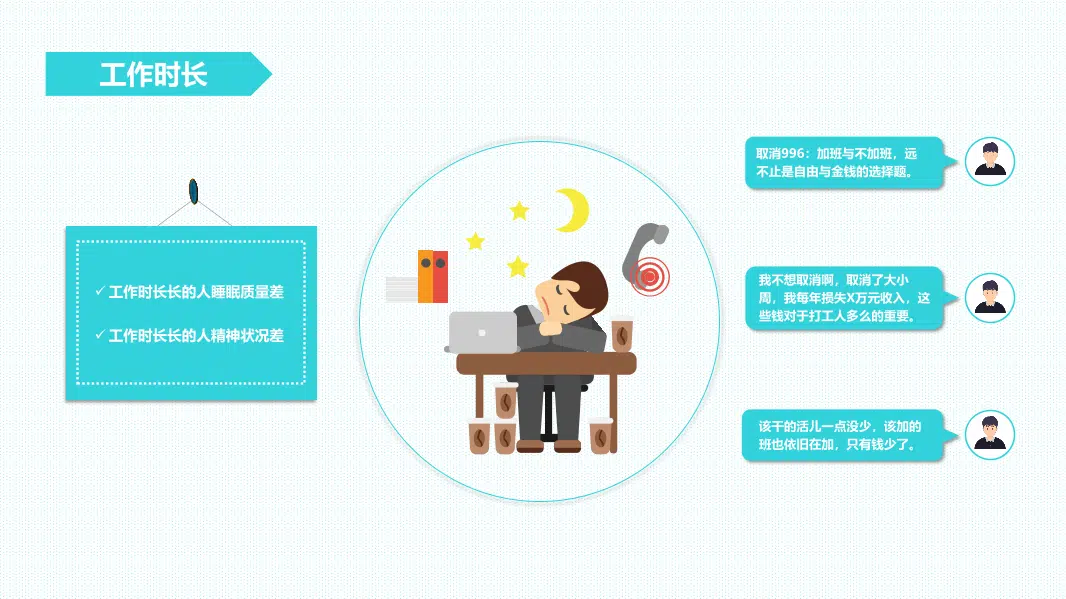 工作时长
✓工作时长长的人睡眠质量差
✓工作时长长的人精神状况差
取消996：加班与不加班，远
不止是自由与金钱的选择题。
我不想取消啊，取消了大小
周，我每年损失X万元收入，这
些钱对于打工人多么的重要。
该干的活儿一点没少，该加的
班也依旧在加，只有钱少了。